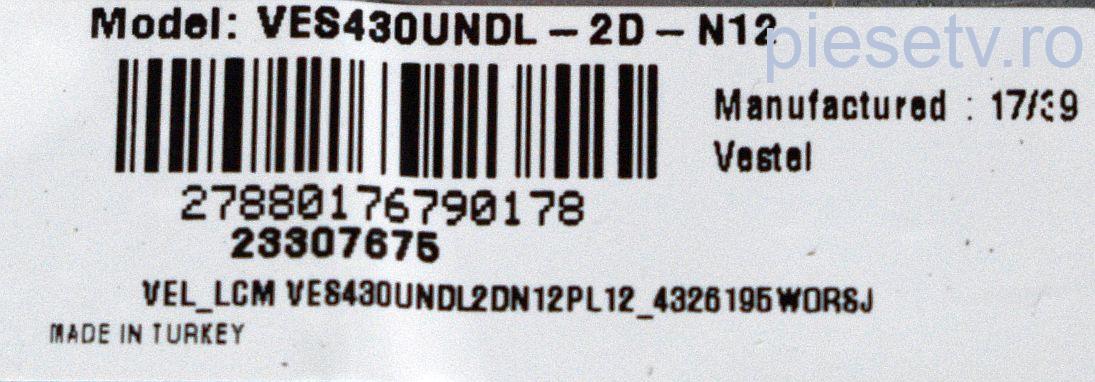 Model: VES430UNDL-2D-N12
piesetv.ro
Manufactured : 17/39
Vestel
27880176790178
23307675
VEL_LCM VES430UNDL2DN12PL12_4326195WORSJ
MADE IN TURKEY